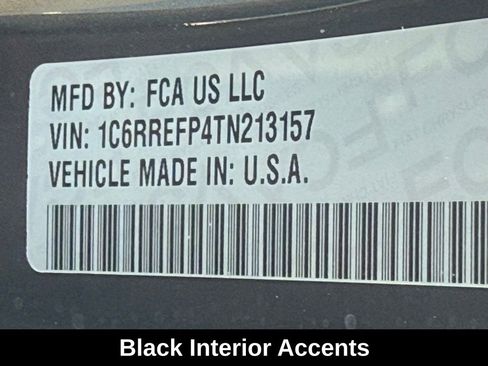 MFD BY: FCA US LLC
VIN: 1C6RREFP4TN213157
VEHICLE MADE IN: U.S.A.
Black Interior Accents